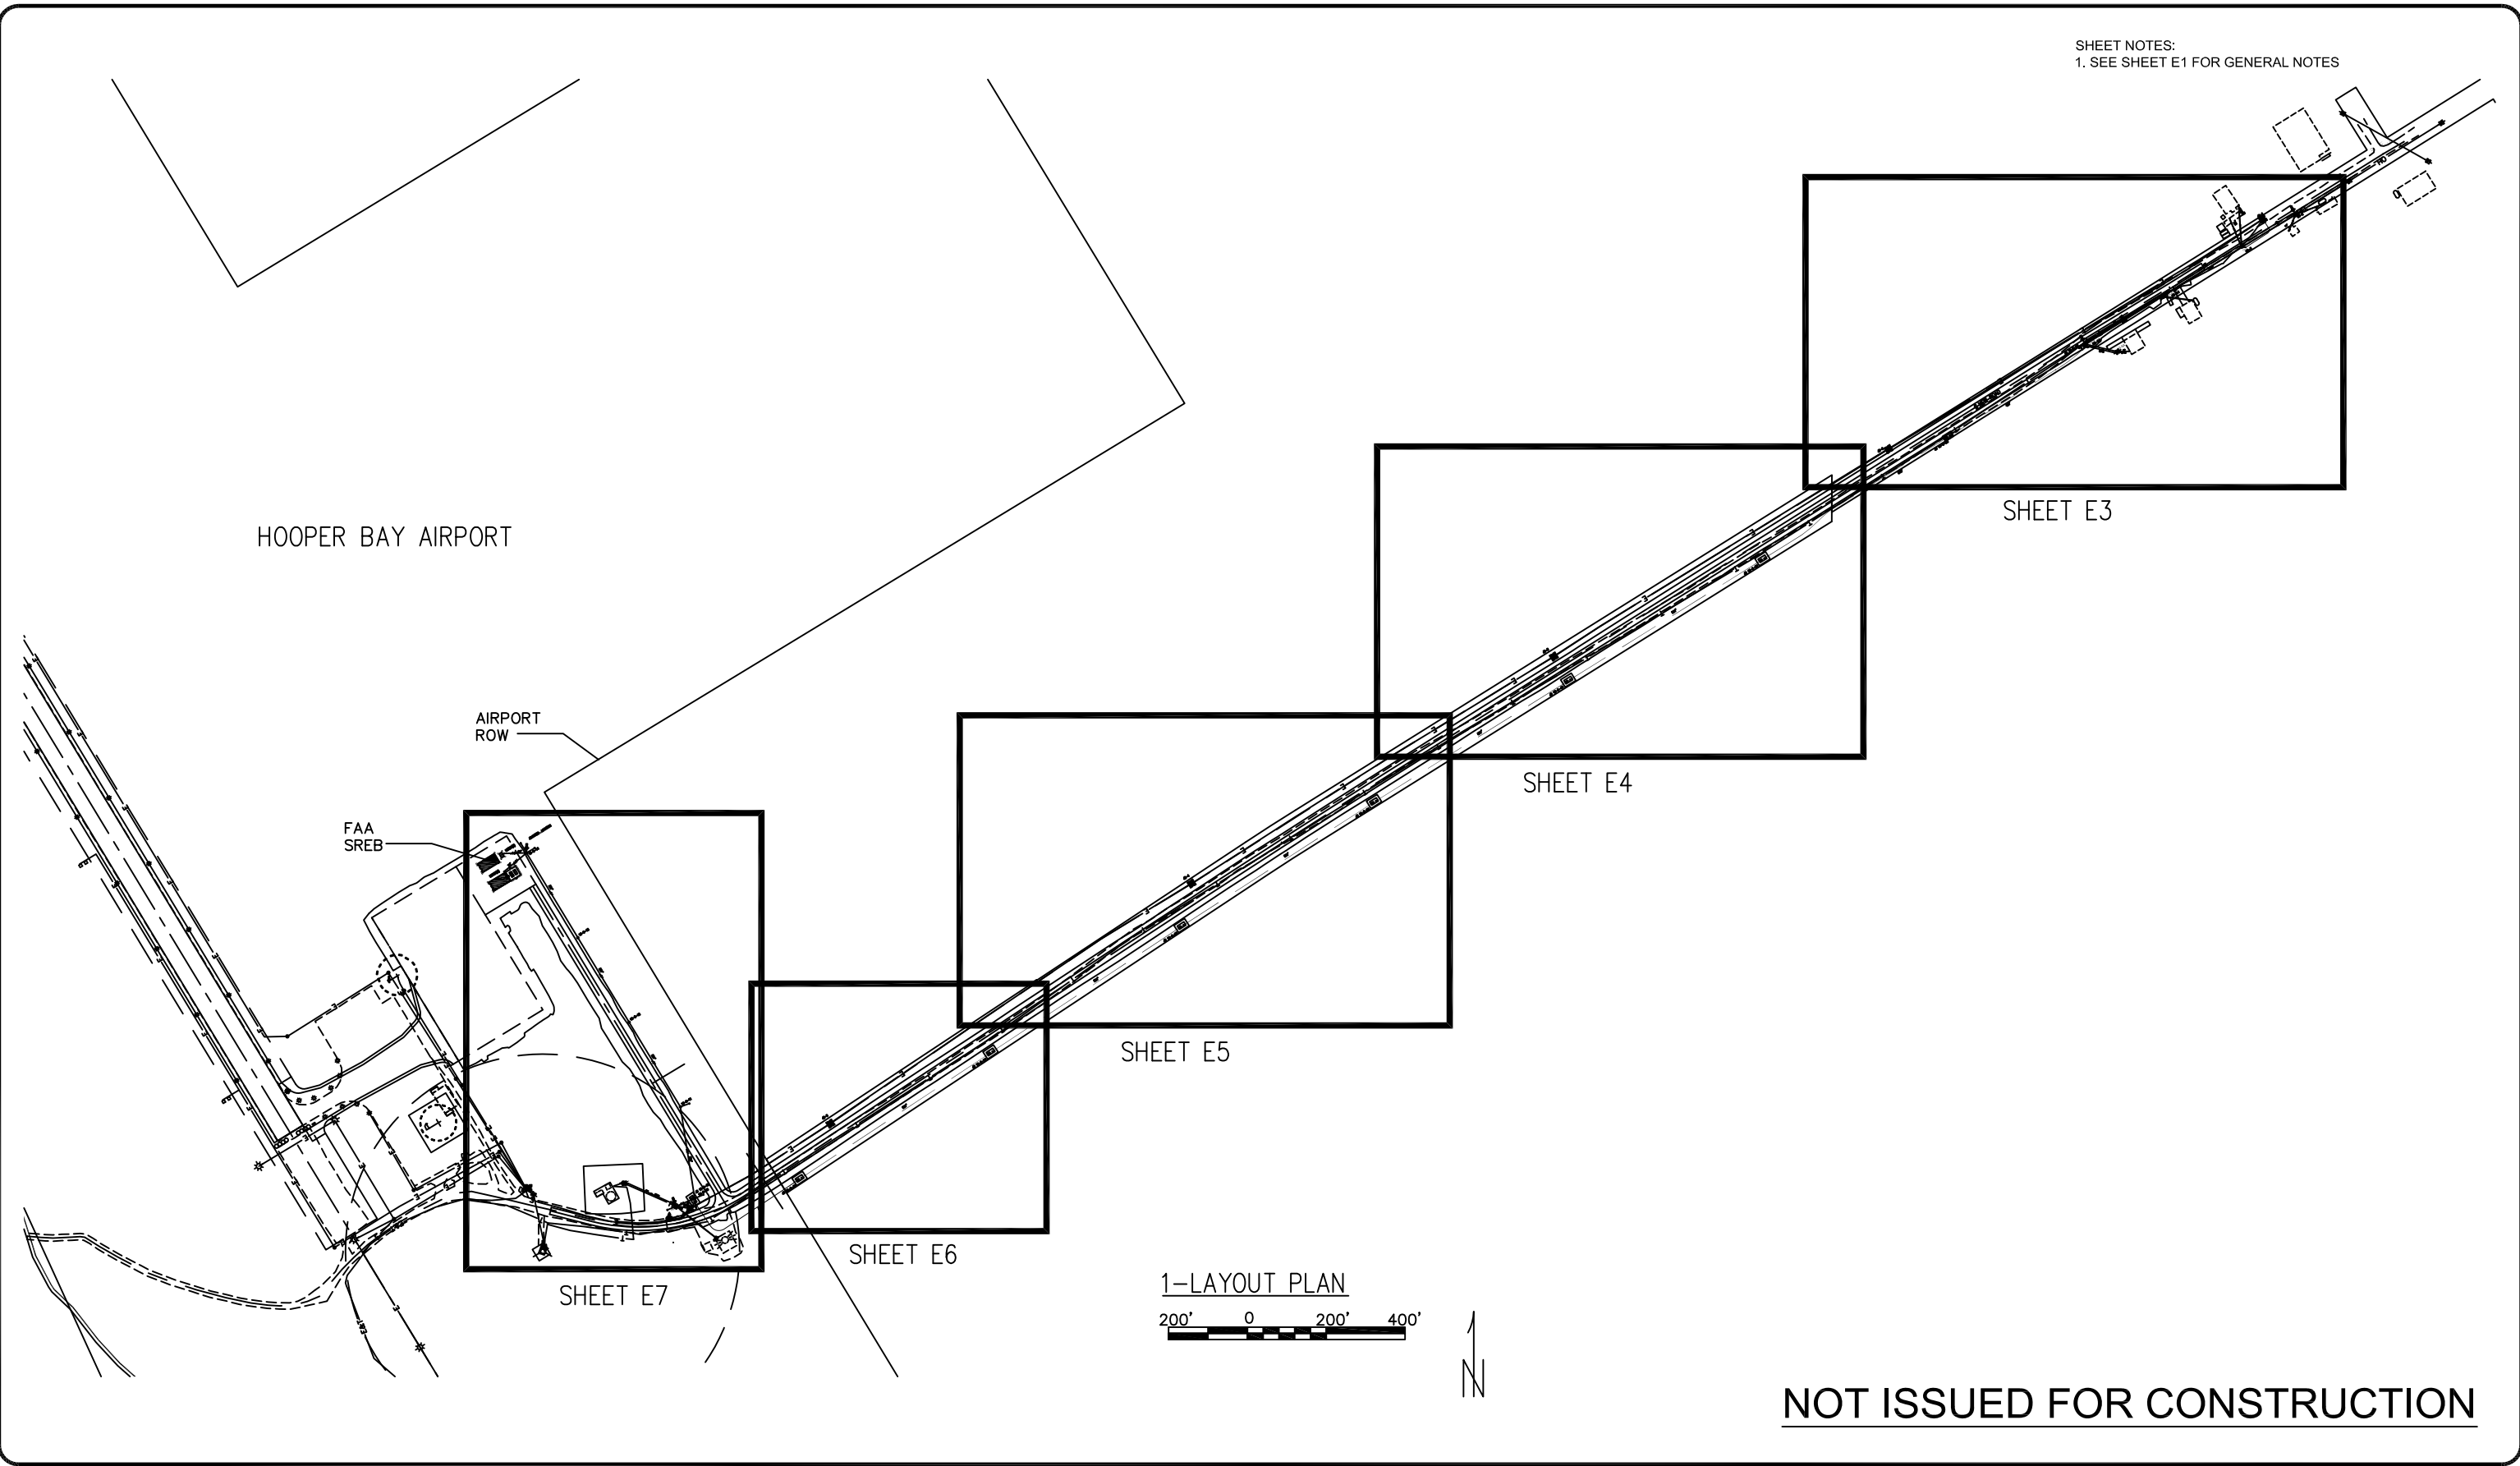 SHEET NOTES:
1. SEE SHEET E1 FOR GENERAL NOTES
SHEET E3
HOOPER BAY AIRPORT
AIRPORT
ROW
SHEET E4
FAA
SREB
SHEET E5
SHEET E6
SHEET E7
1-LAYOUT PLAN
200' 0 200' 400'
N
NOT ISSUED FOR CONSTRUCTION